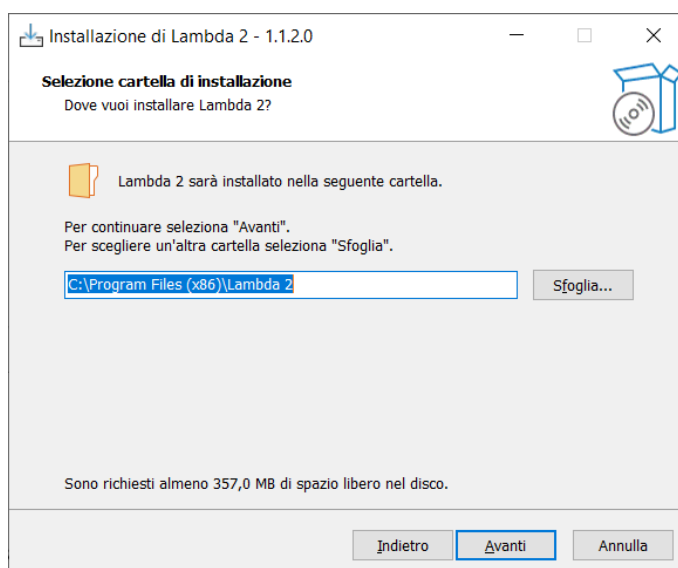 Installazione di Lambda 2 - 1.1.2.0
Selezione cartella di installazione
Dove vuoi installare Lambda 2?
Lambda 2 sarà installato nella seguente cartella.
Per continuare seleziona "Avanti".
Per scegliere un'altra cartella seleziona "Sfoglia".
C:\Program Files (x86)\Lambda 2
Sfoglia...
Sono richiesti almeno 357,0 MB di spazio libero nel disco.
Indietro
Avanti
Annulla